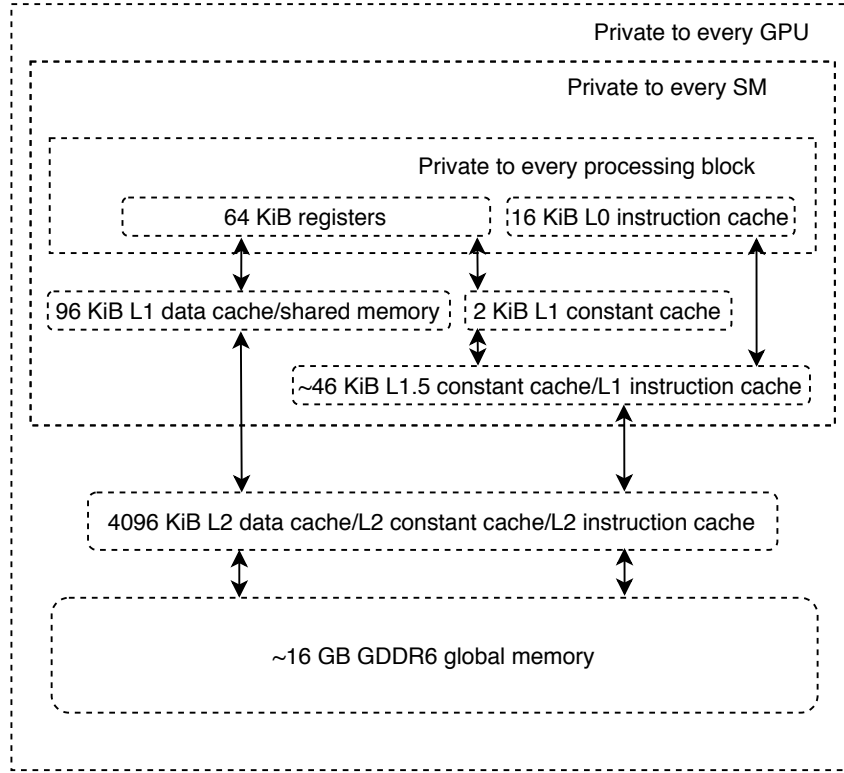 Private to every GPU
Private to every SM
Private to every processing block
64 KiB registers
16 KiB L0 instruction cache
96 KiB L1 data cache/shared memory
2 KiB L1 constant cache
~46 KiB L1.5 constant cache/L1 instruction cache
4096 KiB L2 data cache/L2 constant cache/L2 instruction cache
~16 GB GDDR6 global memory